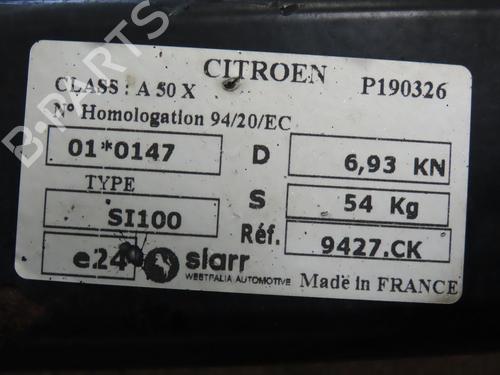 CITROEN
CLASS : A 50 X P190326
N° Homologation 94/20/EC
01*0147 D 6,93 KN
TYPE S 54 Kg
SI100 Réf. 9427.CK
e24 siarr
WESTFALIA AUTOMOTIVE Made in FRANCE
B-PARTS